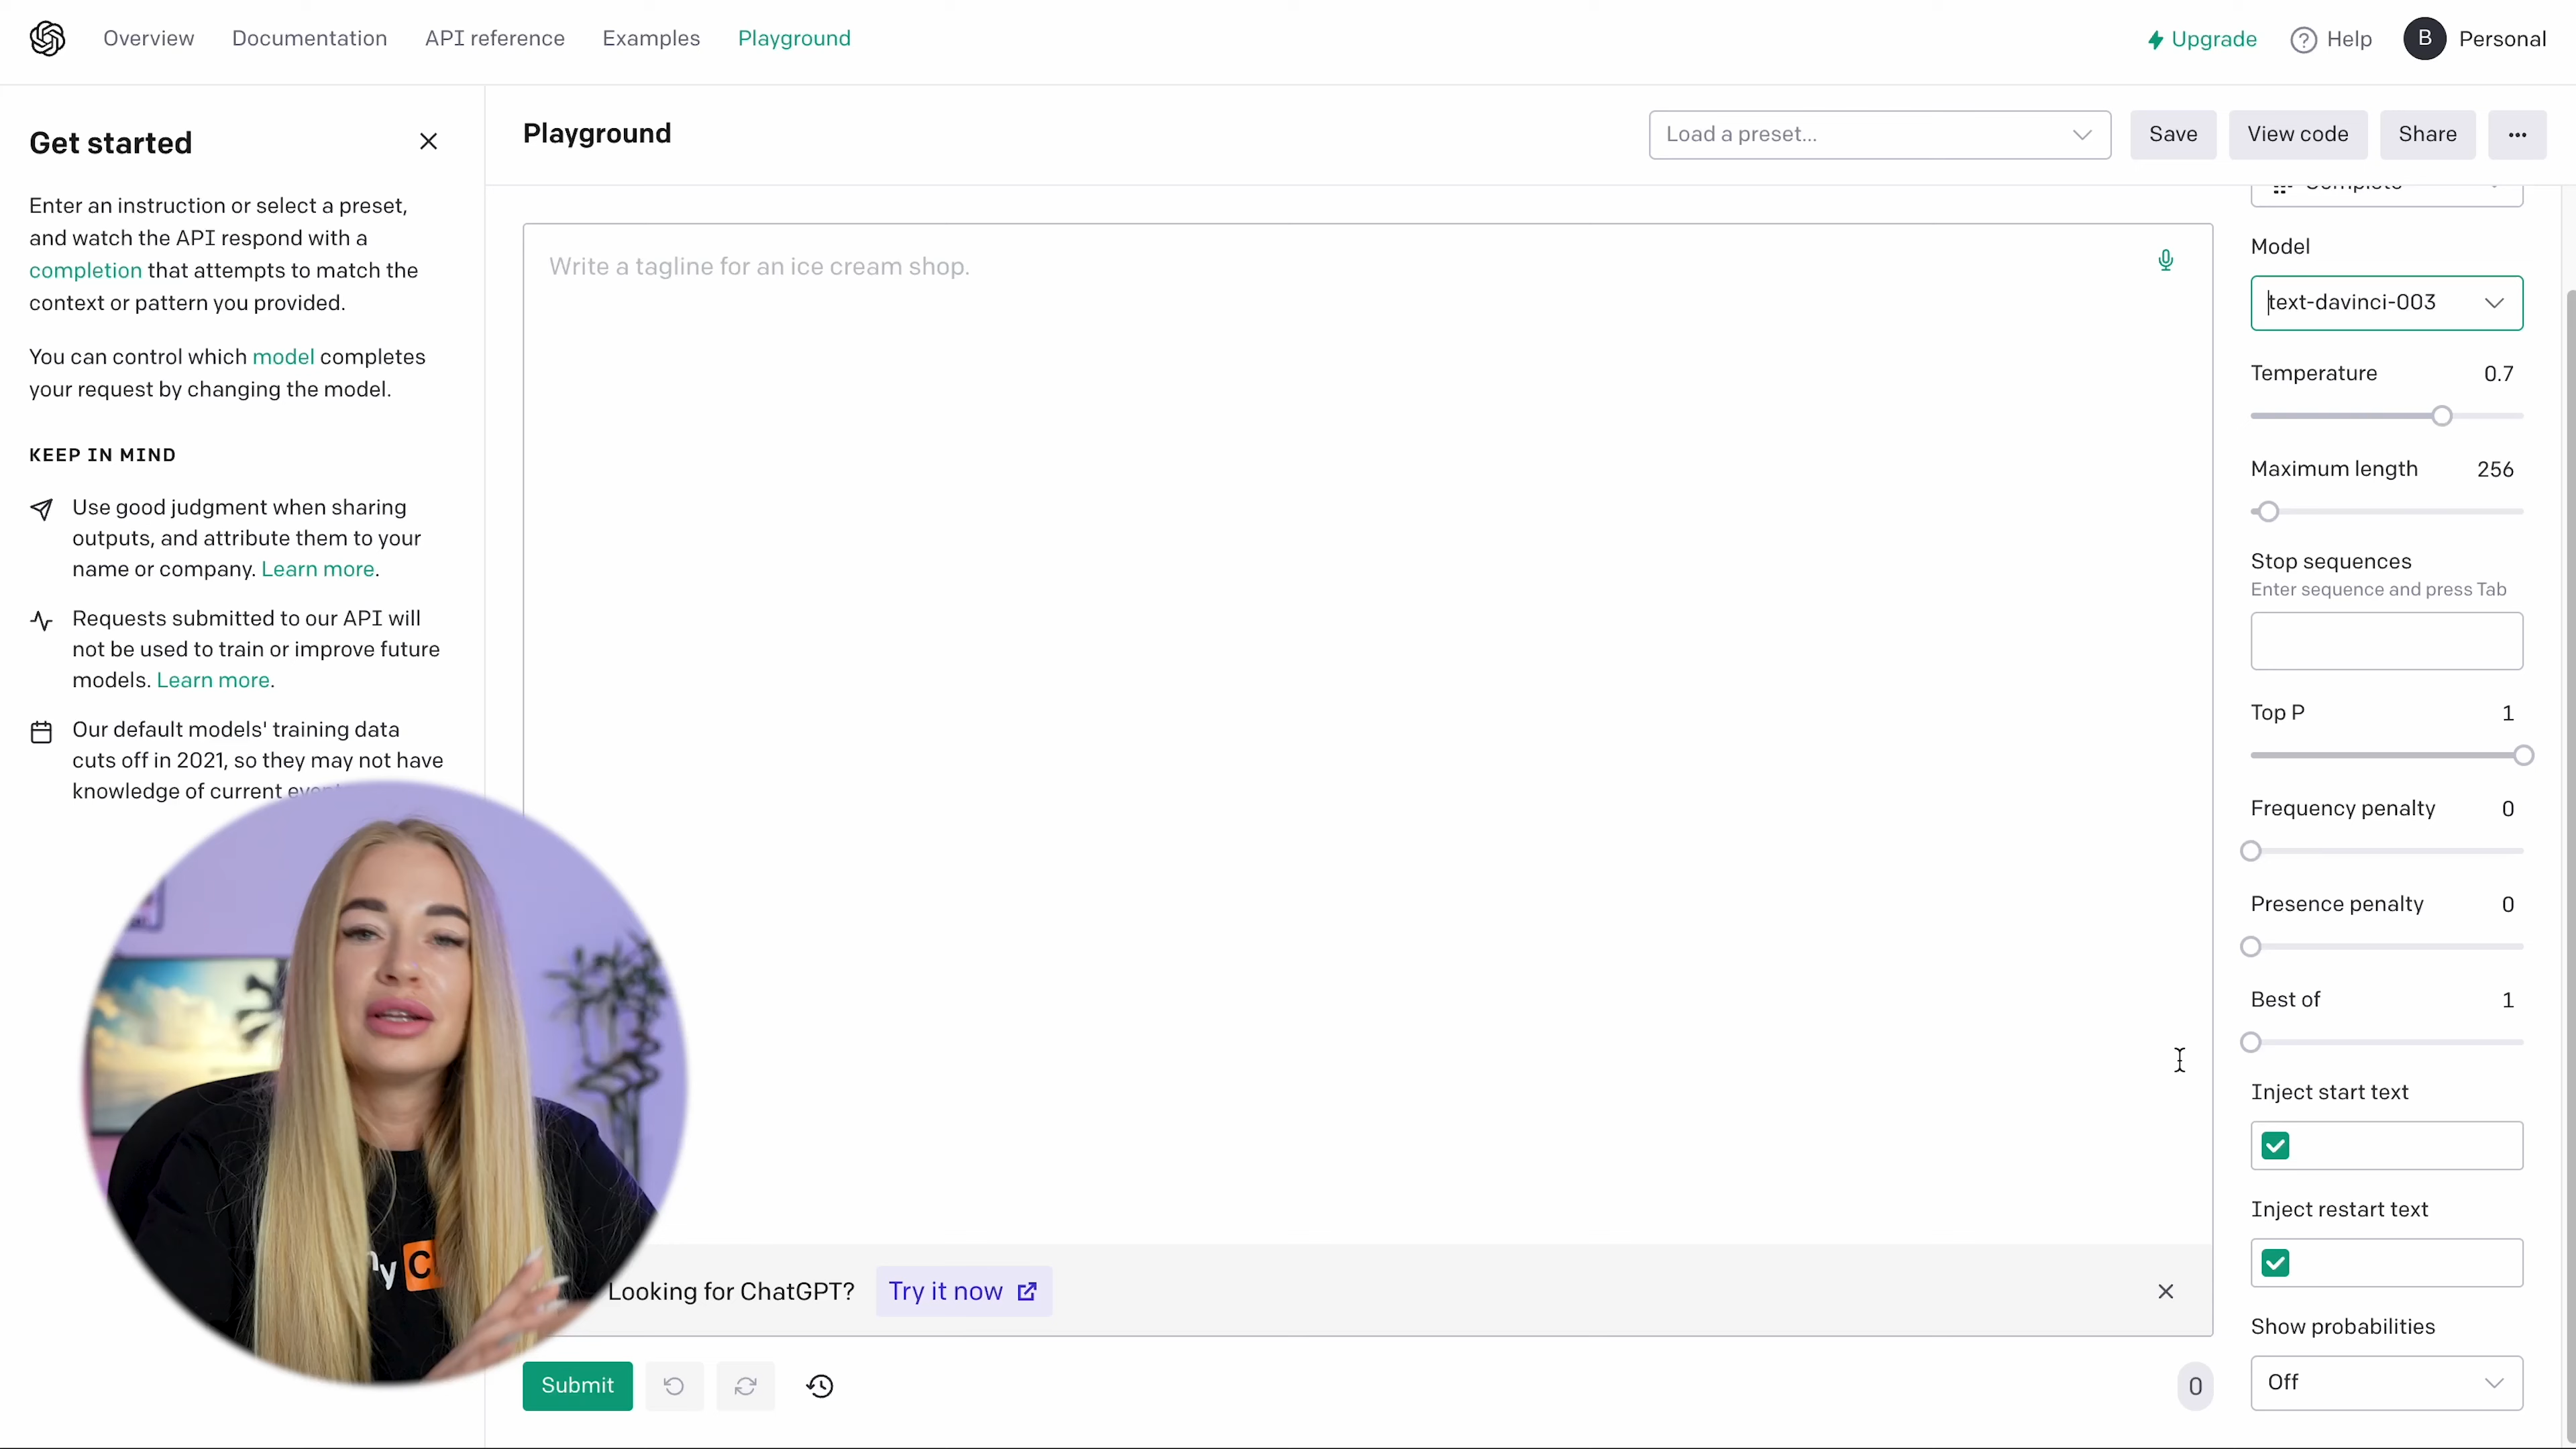 Overview Documentation API reference Examples Playground
Upgrade Help B Personal
Get started
Enter an instruction or select a preset,
and watch the API respond with a
completion that attempts to match the
context or pattern you provided.
You can control which model completes
your request by changing the model.
KEEP IN MIND
Use good judgment when sharing
outputs, and attribute them to your
name or company. Learn more.
Requests submitted to our API will
not be used to train or improve future
models. Learn more.
Our default models' training data
cuts off in 2021, so they may not have
knowledge of current
Playground
Load a preset...
Save
View code
Share
Write a tagline for an ice cream shop.
Looking for ChatGPT? Try it now
Submit
0
Complete
Model
text-davinci-003
Temperature 0.7
Maximum length 256
Stop sequences
Enter sequence and press Tab
Top P 1
Frequency penalty 0
Presence penalty 0
Best of 1
Inject start text
Inject restart text
Show probabilities
Off